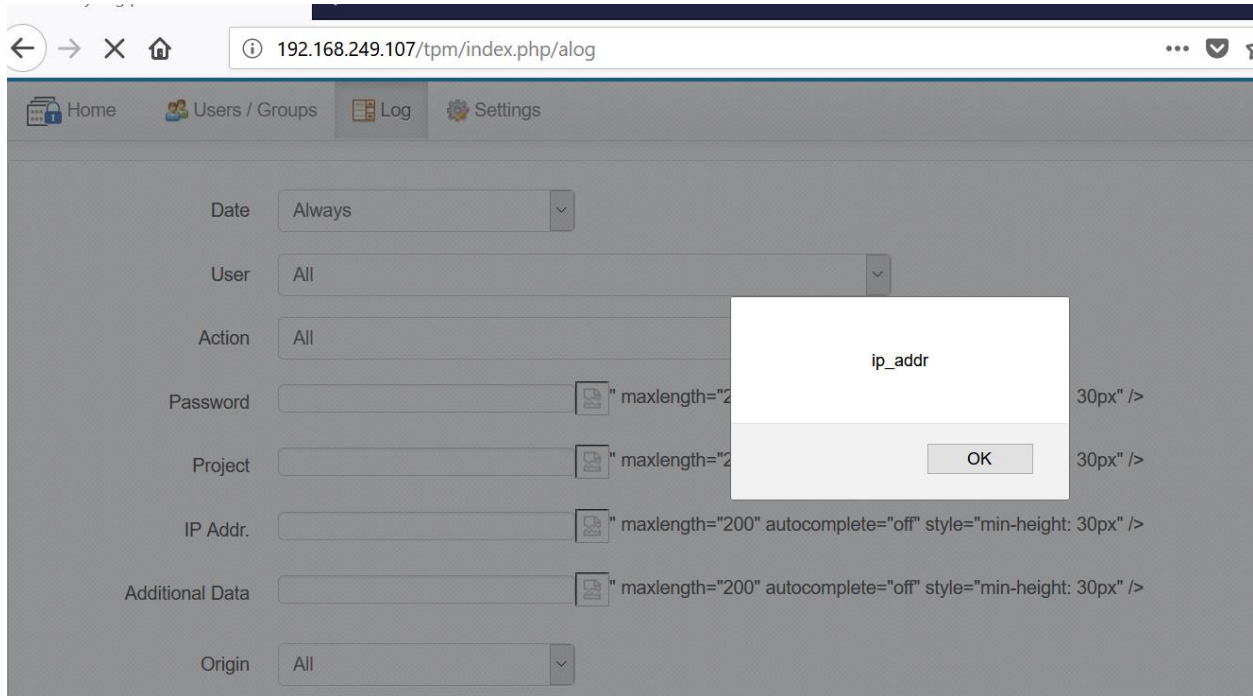 192.168.249.107/tpm/index.php/alog
Home Users / Groups Log Settings
Date Always
User All
Action All
ip_addr
Password " maxlength="2 30px" />
Project " maxlength="2 30px" />
OK
IP Addr. " maxlength="200" autocomplete="off" style="min-height: 30px" />
Additional Data " maxlength="200" autocomplete="off" style="min-height: 30px" />
Origin All